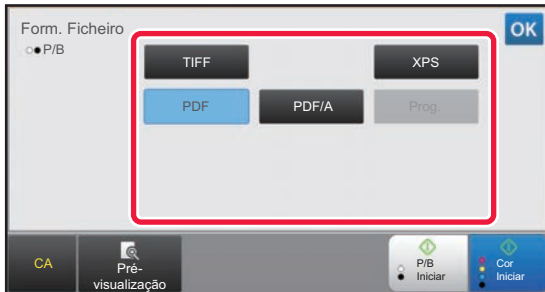 Form. Ficheiro
P/B
OK
TIFF
XPS
PDF
PDF/A
Prog.
CA
Pré-
visualização
P/B
Iniciar
Cor
Iniciar